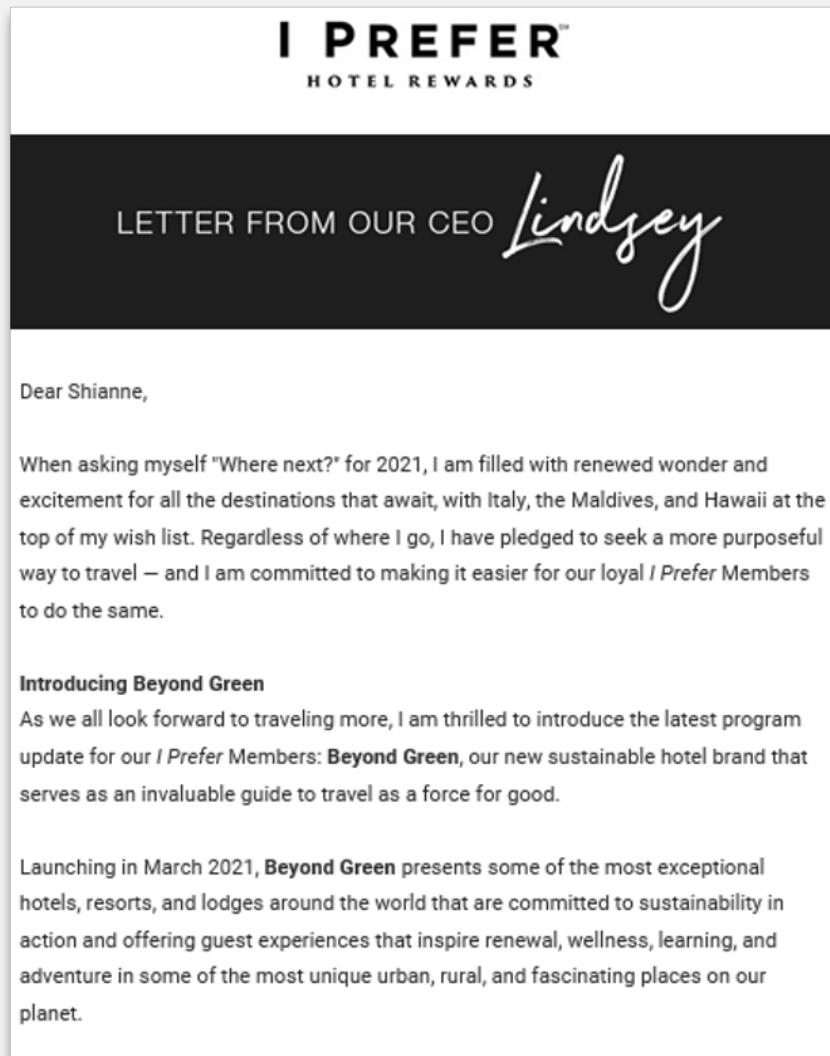 I PREFER℠
HOTEL REWARDS
LETTER FROM OUR CEO Lindsey
Dear Shianne,
When asking myself "Where next?" for 2021, I am filled with renewed wonder and
excitement for all the destinations that await, with Italy, the Maldives, and Hawaii at the
top of my wish list. Regardless of where I go, I have pledged to seek a more purposeful
way to travel — and I am committed to making it easier for our loyal I Prefer Members
to do the same.
Introducing Beyond Green
As we all look forward to traveling more, I am thrilled to introduce the latest program
update for our I Prefer Members: Beyond Green, our new sustainable hotel brand that
serves as an invaluable guide to travel as a force for good.
Launching in March 2021, Beyond Green presents some of the most exceptional
hotels, resorts, and lodges around the world that are committed to sustainability in
action and offering guest experiences that inspire renewal, wellness, learning, and
adventure in some of the most unique urban, rural, and fascinating places on our
planet.